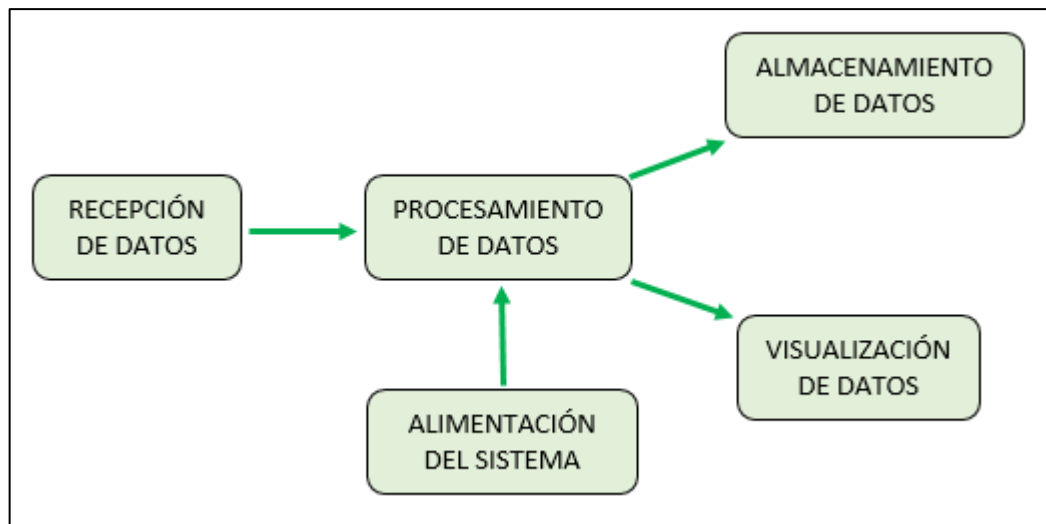 ALMACENAMIENTO
DE DATOS
RECEPCIÓN
DE DATOS
PROCESAMIENTO
DE DATOS
VISUALIZACIÓN
DE DATOS
ALIMENTACIÓN
DEL SISTEMA